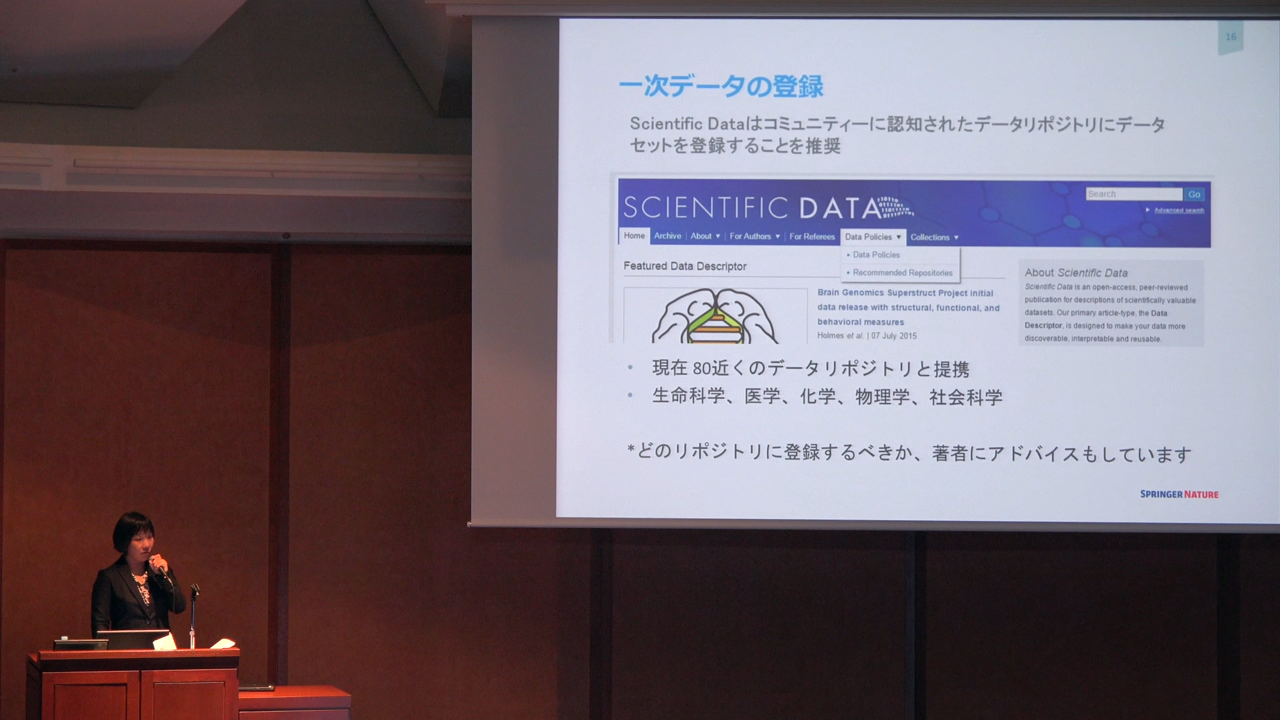 16
一次データの登録
Scientific Dataはコミュニティーに認知されたデータリポジトリにデータ
セットを登録することを推奨
SCIENTIFIC DATA
Search Go
Advanced search
Home Archive About ▼ For Authors ▼ For Referees Data Policies ▼ Collections ▼
Data Policies
Recommended Repositories
Featured Data Descriptor
Brain Genomics Superstruct Project initial
data release with structural, functional, and
behavioral measures
Holmes et al. | 07 July 2015
About Scientific Data
Scientific Data is an open-access, peer-reviewed
publication for descriptions of scientifically valuable
datasets. Our primary article-type, the Data
Descriptor, is designed to make your data more
discoverable, interpretable and reusable.
• 現在 80近くのデータリポジトリと提携
• 生命科学、医学、化学、物理学、社会科学
*どのリポジトリに登録するべきか、著者にアドバイスもしています
SPRINGER NATURE